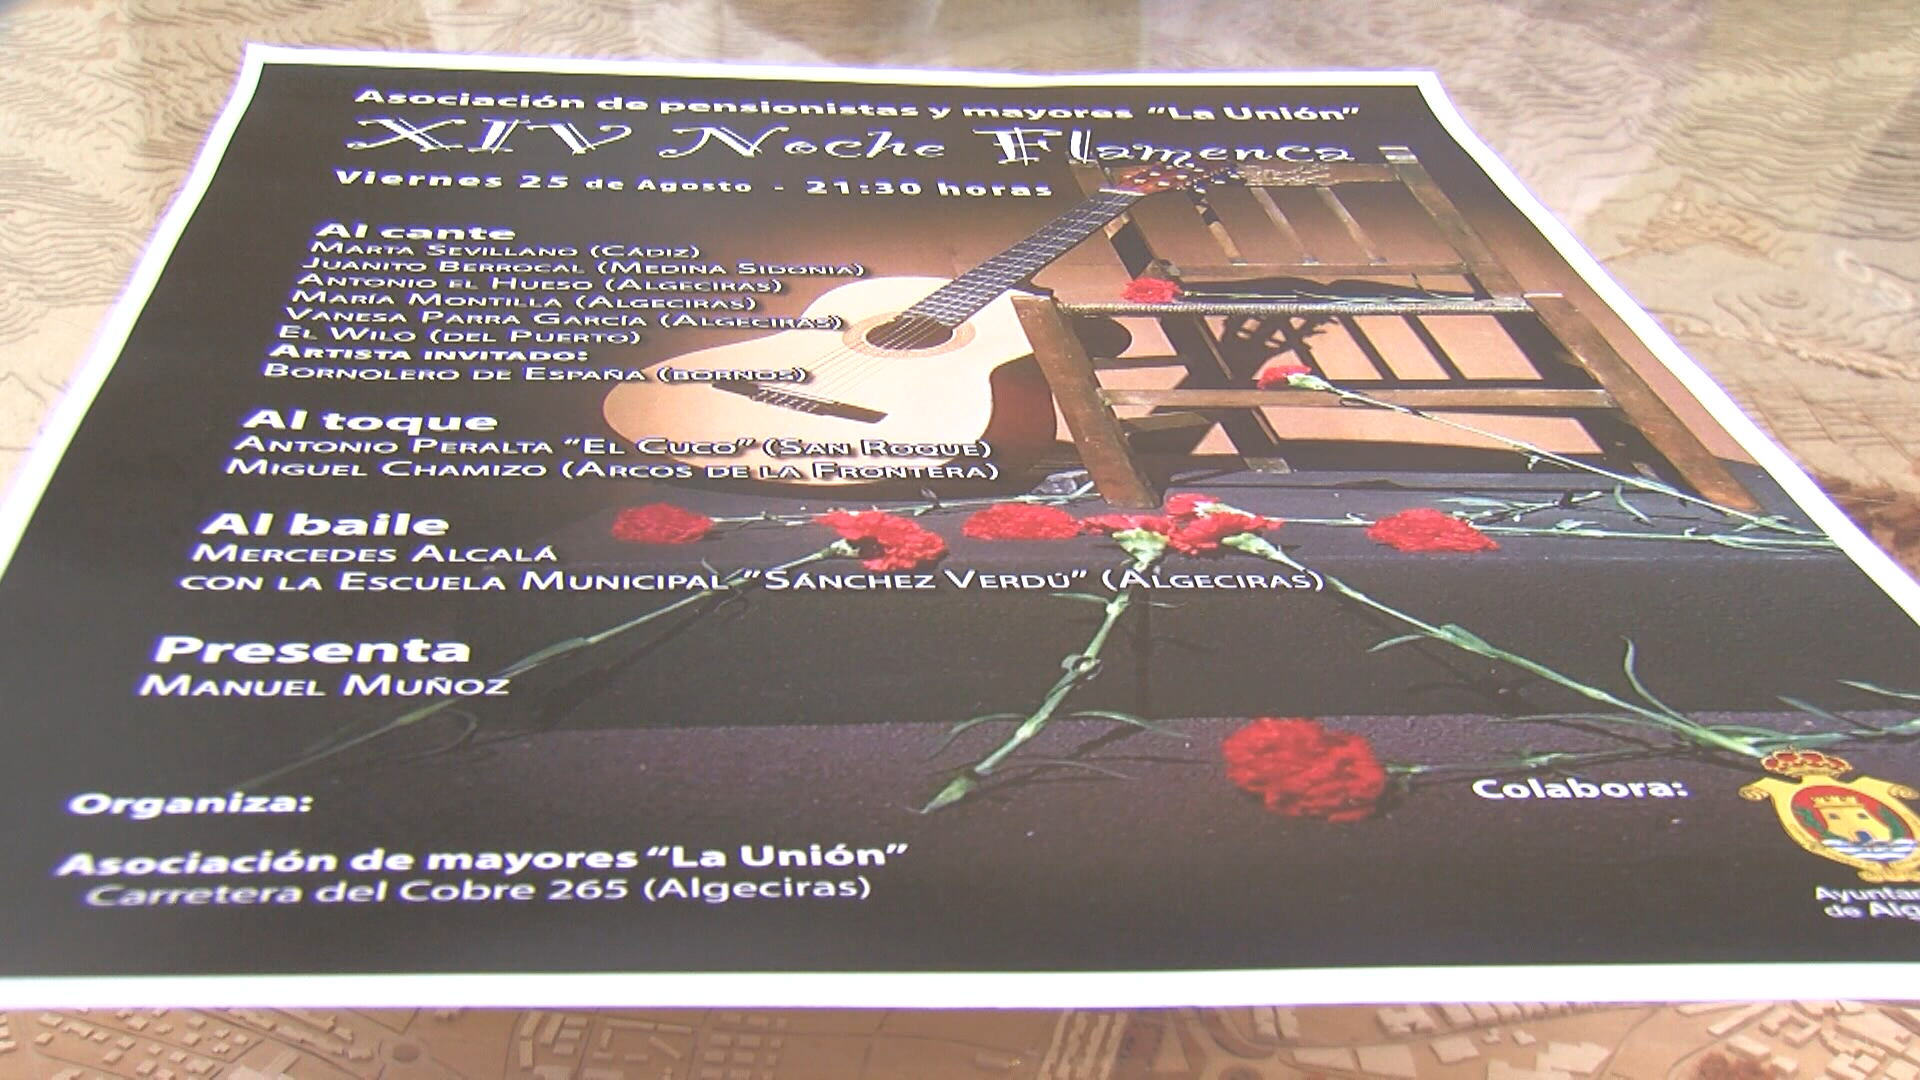 Asociación de pensionistas y mayores “La Unión”
XIV Noche Flamenca
Viernes 25 de Agosto - 21:30 horas
Al cante
Marta Sevillano (Cádiz)
Juanito Berrocal (Medina Sidonia)
Antonio el Hueso (Algeciras)
María Montilla (Algeciras)
Vanesa Parra García (Algeciras)
El Wilo (del Puerto)
Artista invitado:
Bornolero de España (bornos)
Al toque
Antonio Peralta “El Cuco” (San Roque)
Miguel Chamizo (Arcos de la Frontera)
Al baile
Mercedes Alcalá
con la Escuela Municipal “Sánchez Verdú” (Algeciras)
Presenta
Manuel Muñoz
Organiza:
Asociación de mayores “La Unión”
Carretera del Cobre 265 (Algeciras)
Colabora:
de